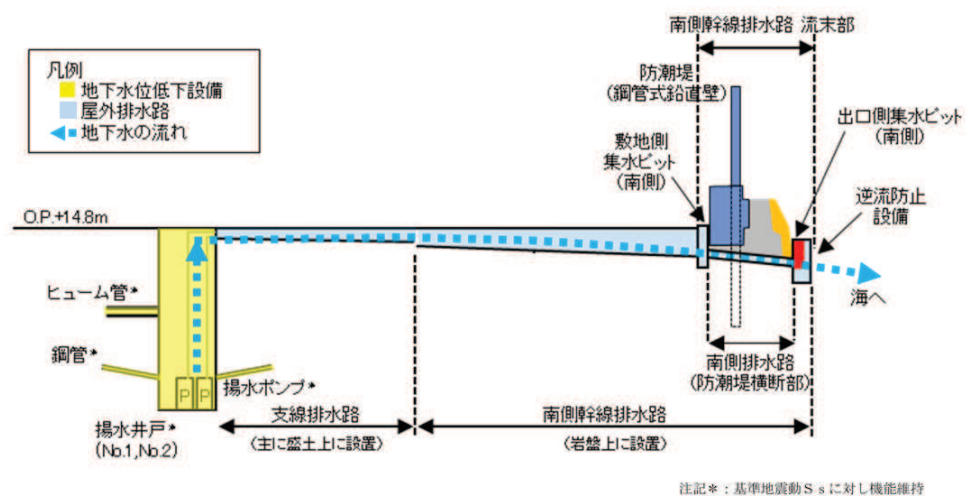 南側幹線排水路 流末部
凡例
地下水位低下設備
屋外排水路
地下水の流れ
防潮堤
(鋼管式鉛直壁)
出口側集水ピット
(南側)
敷地側
集水ピット
(南側)
逆流防止
設備
O.P.+14.8m
海へ
ヒューム管*
鋼管*
P P
揚水ポンプ*
南側排水路
(防潮堤横断部)
揚水井戸*
(No.1,No.2)
支線排水路
〈主に盛土上に設置〉
南側幹線排水路
〈岩盤上に設置〉
注記*:基準地震動Ssに対し機能維持